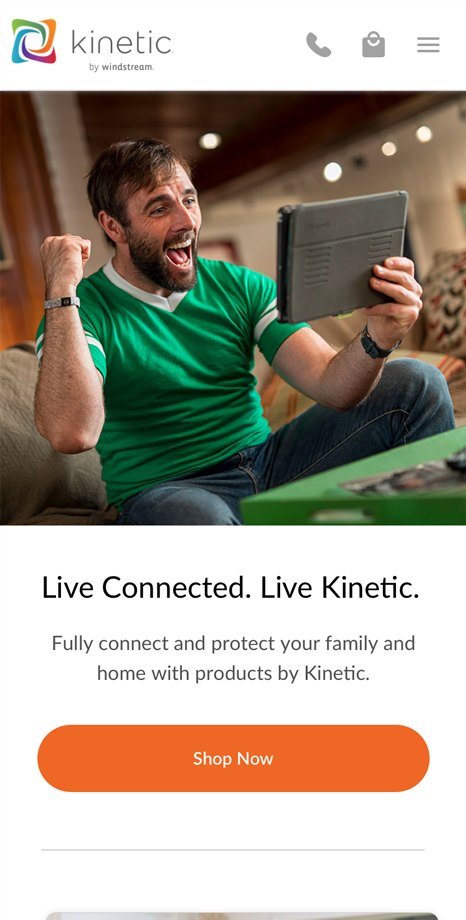 kinetic
by windstream.
Live Connected. Live Kinetic.
Fully connect and protect your family and
home with products by Kinetic.
Shop Now